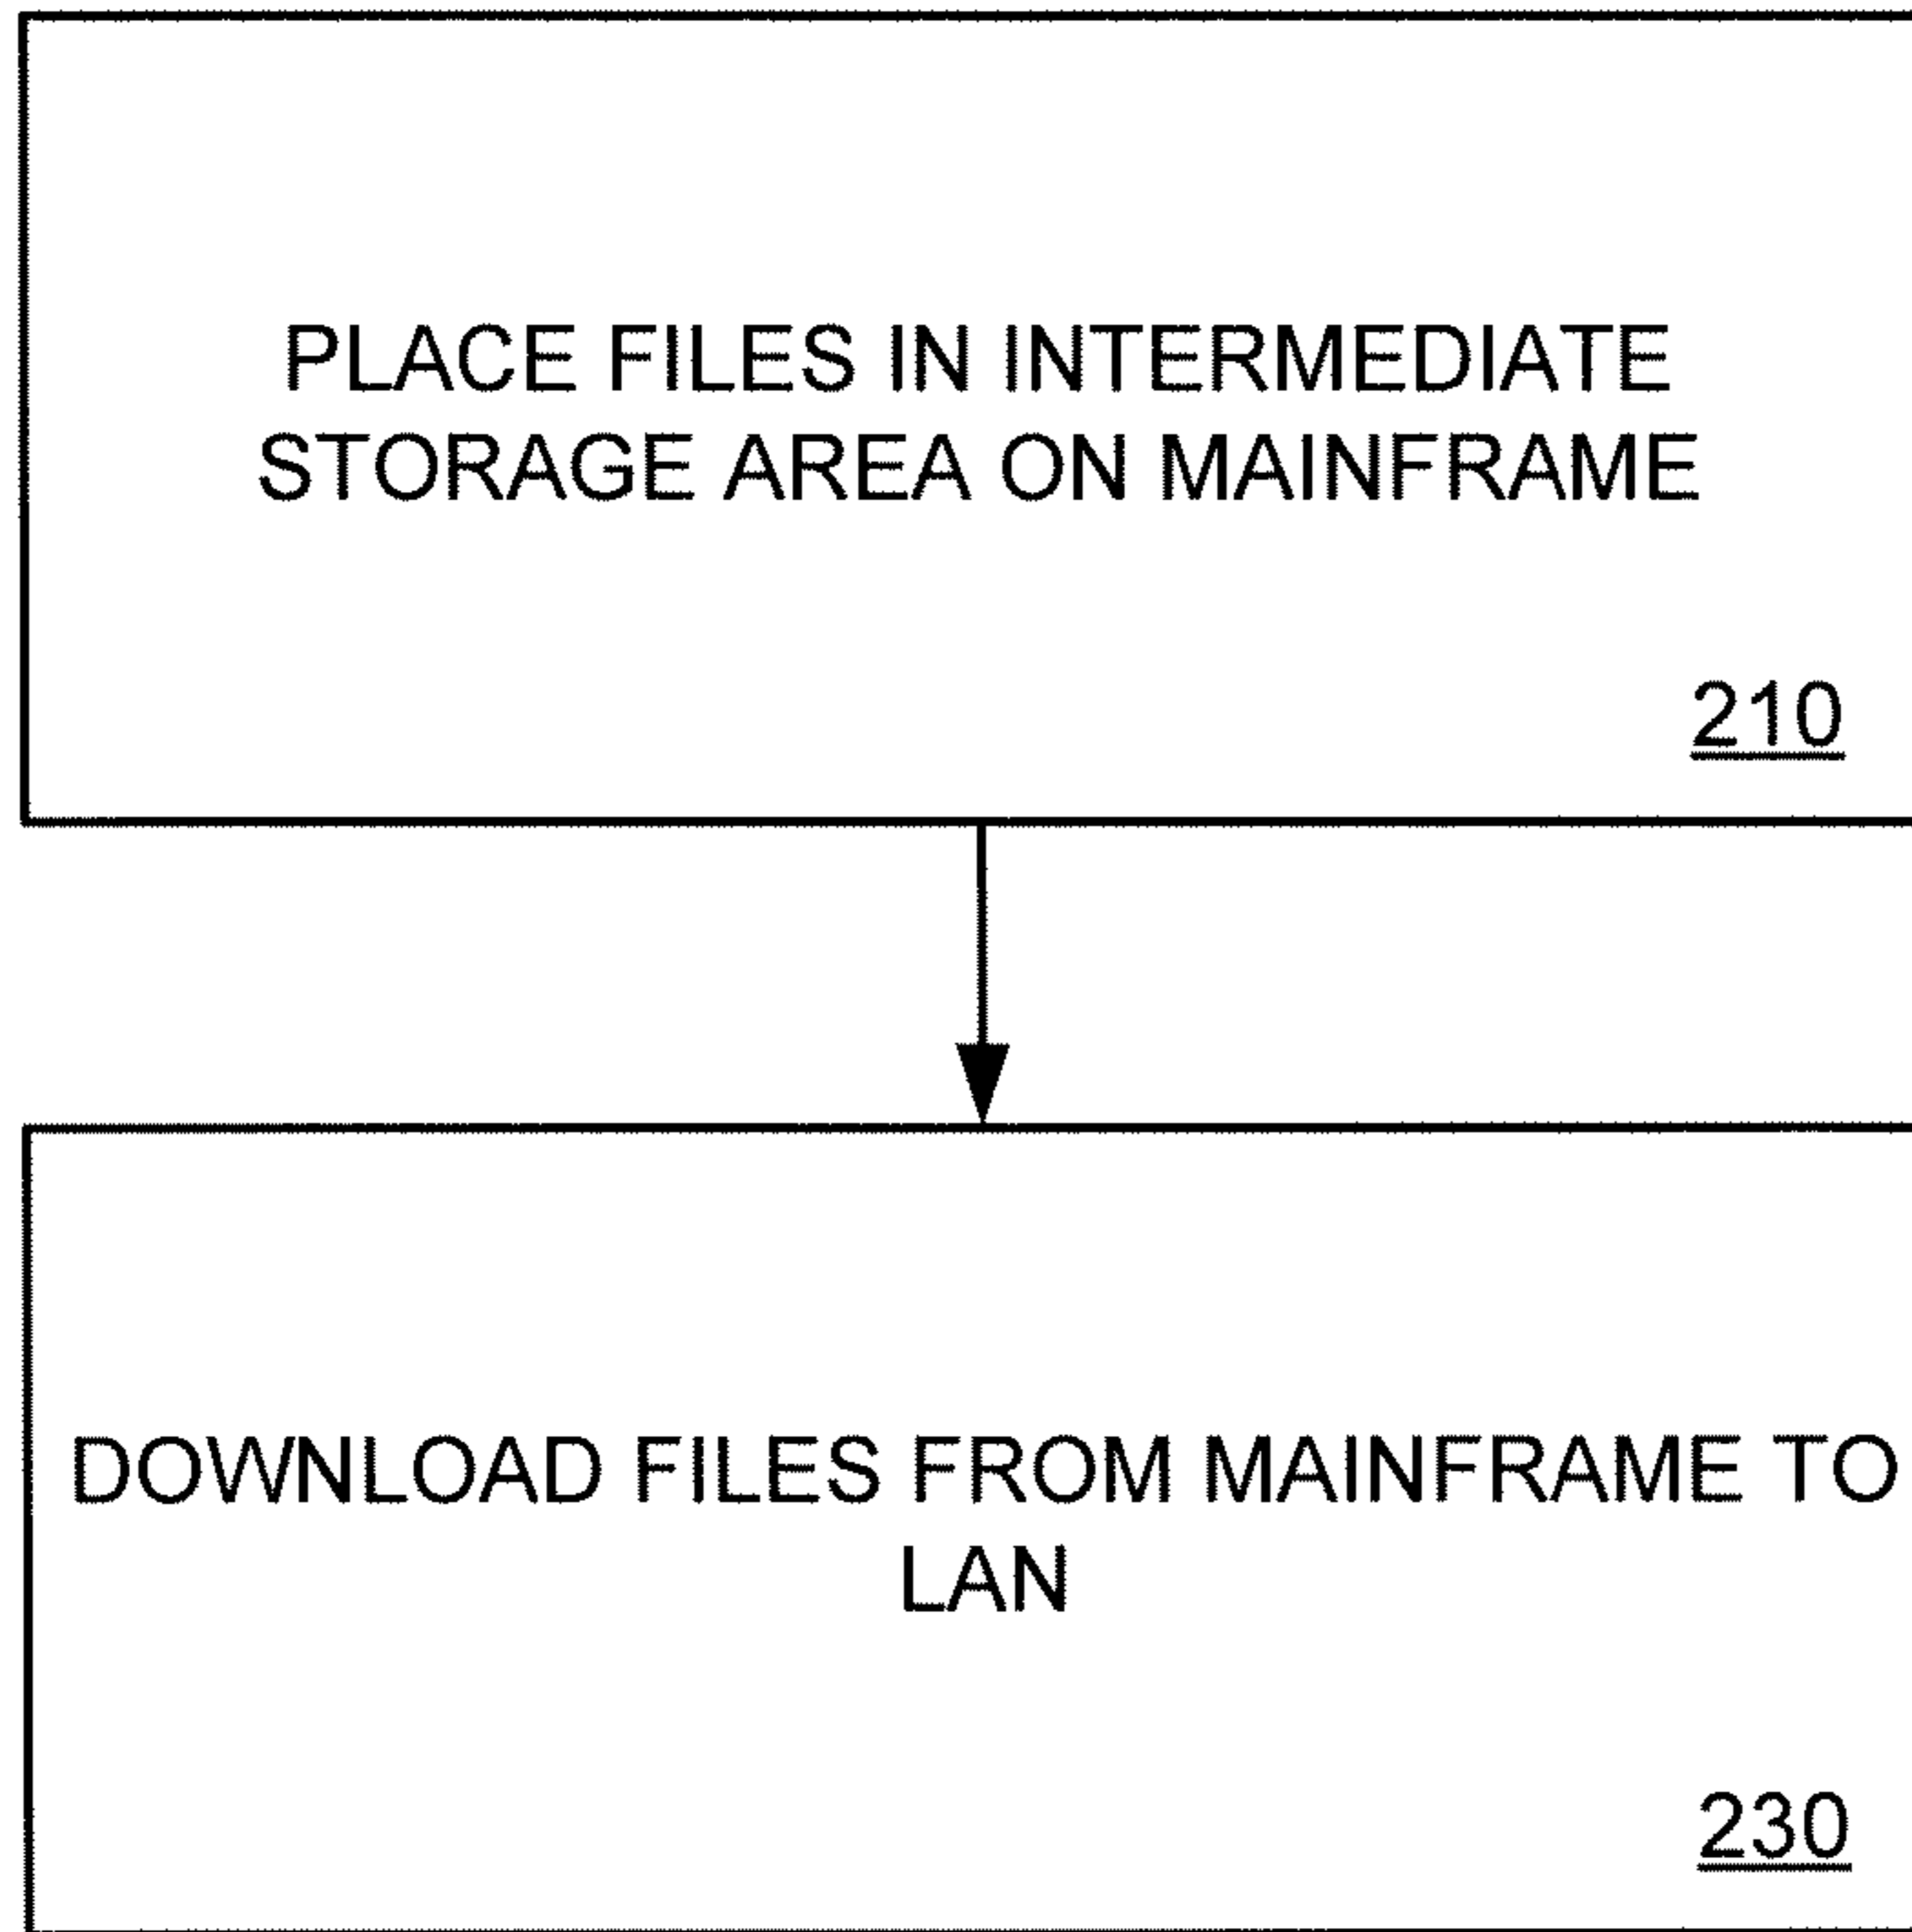 PLACE FILES IN INTERMEDIATE
STORAGE AREA ON MAINFRAME
210
DOWNLOAD FILES FROM MAINFRAME TO
LAN
230